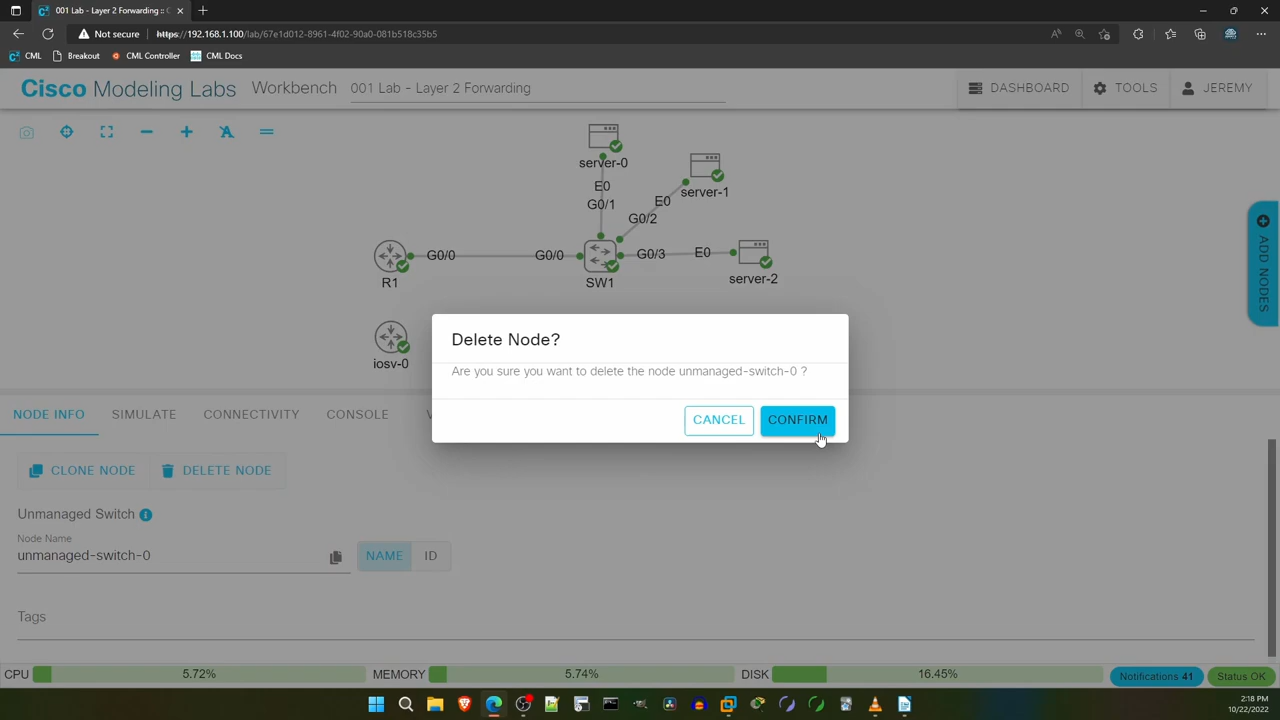 001 Lab - Layer 2 Forwarding :: C
Not secure
https://192.168.1.100/lab/67e1d012-8961-4f02-90a0-081b518c35b5
CML
Breakout
CML Controller
CML Docs
Cisco Modeling Labs
Workbench
001 Lab - Layer 2 Forwarding
DASHBOARD
TOOLS
JEREMY
server-0
server-1
E0
E0
G0/1
G0/2
G0/0
G0/0
G0/3
E0
R1
SW1
server-2
ADD NODES
iosv-0
Delete Node?
Are you sure you want to delete the node unmanaged-switch-0 ?
CANCEL
CONFIRM
NODE INFO
SIMULATE
CONNECTIVITY
CONSOLE
V
CLONE NODE
DELETE NODE
Unmanaged Switch
Node Name
unmanaged-switch-0
NAME
ID
Tags
CPU
5.72%
MEMORY
5.74%
DISK
16.45%
Notifications 41
Status OK
2:18 PM
10/22/2022